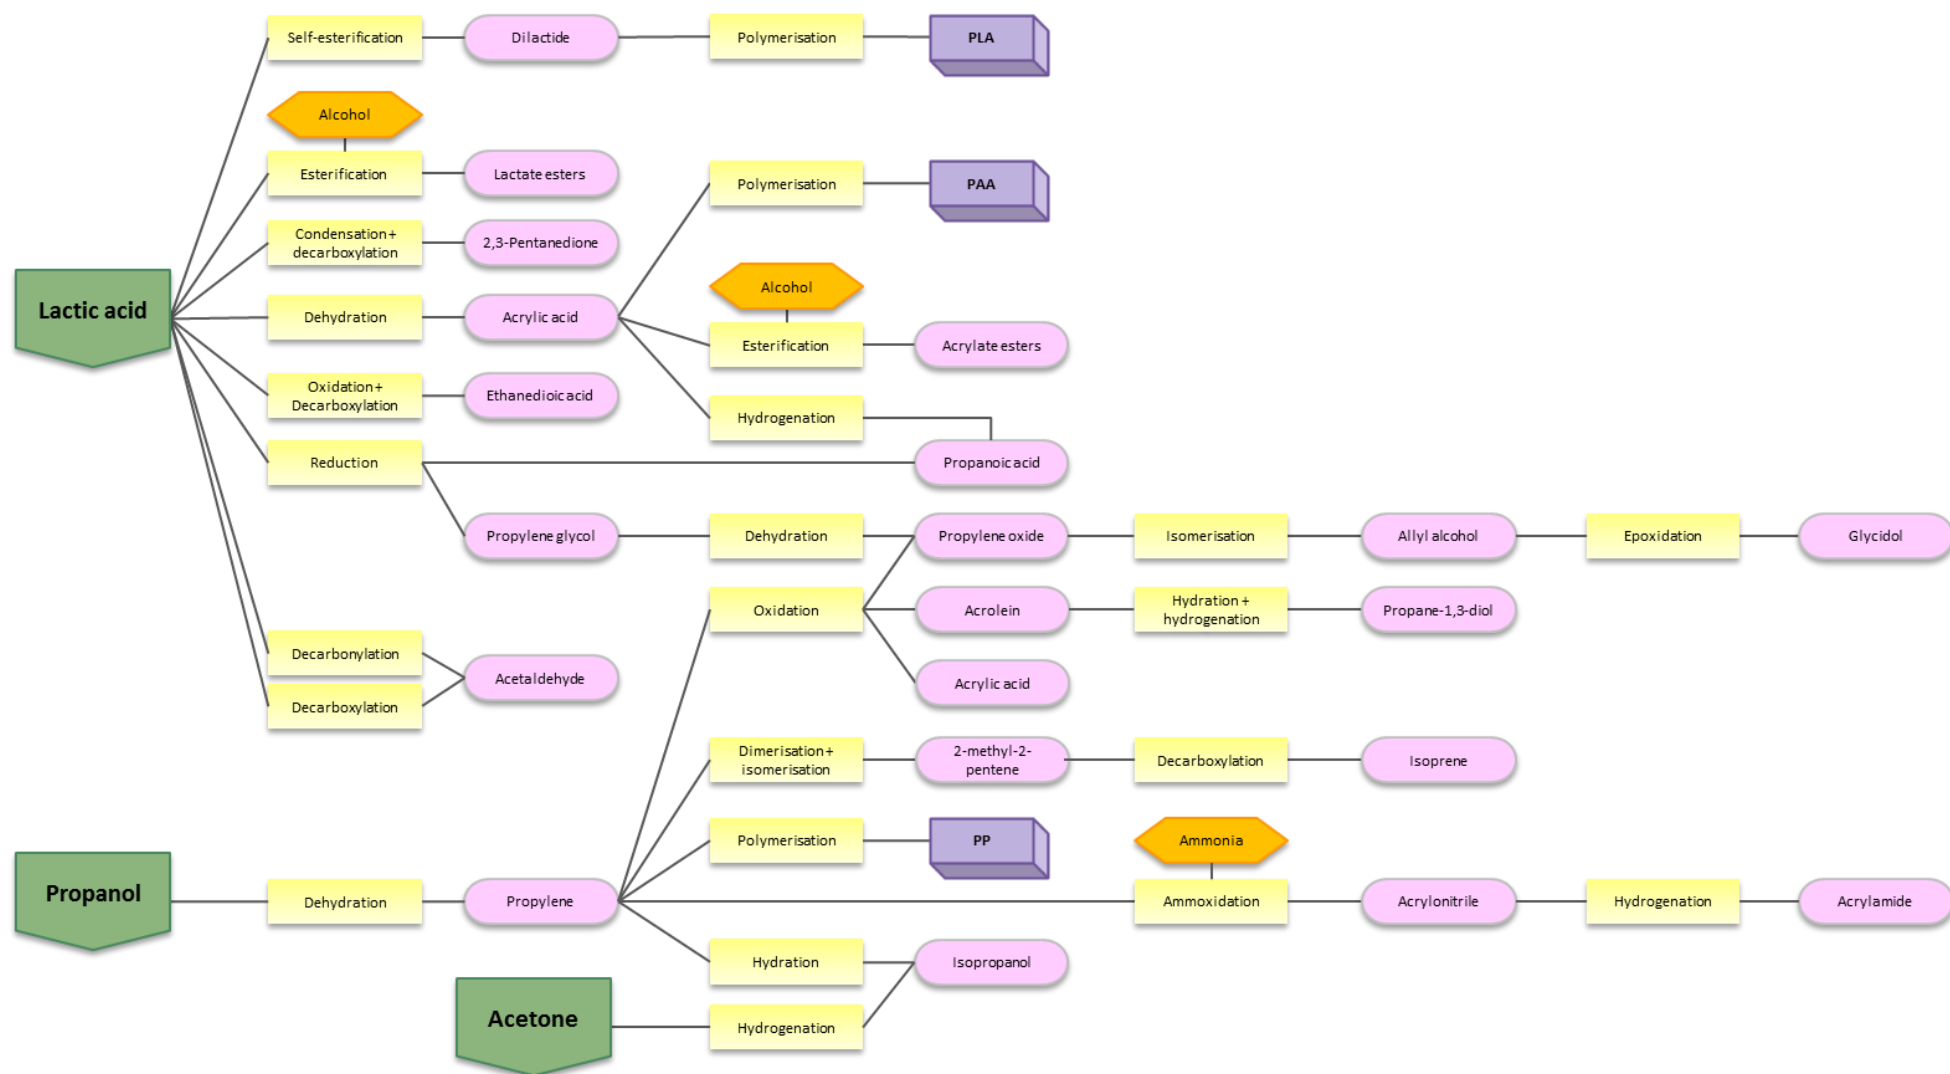 Self-esterification
Dilactide
Polymerisation
PLA
Alcohol
Esterification
Lactate esters
Polymerisation
PAA
Condensation+
decarboxylation
2,3-Pentanedione
Alcohol
Lactic acid
Dehydration
Acrylic acid
Esterification
Acrylate esters
Oxidation+
Decarboxylation
Ethanedioic acid
Hydrogenation
Reduction
Propanoic acid
Propylene glycol
Dehydration
Propylene oxide
Isomerisation
Allyl alcohol
Epoxidation
Glycidol
Oxidation
Acrolein
Hydration +
hydrogenation
Propane-1,3-diol
Decarbonylation
Acetaldehyde
Acrylic acid
Decarboxylation
Dimerisation+
isomerisation
2-methyl-2-
pentene
Decarboxylation
Isoprene
Polymerisation
PP
Ammonia
Propanol
Dehydration
Propylene
Ammoxidation
Acrylonitrile
Hydrogenation
Acrylamide
Hydration
Isopropanol
Acetone
Hydrogenation